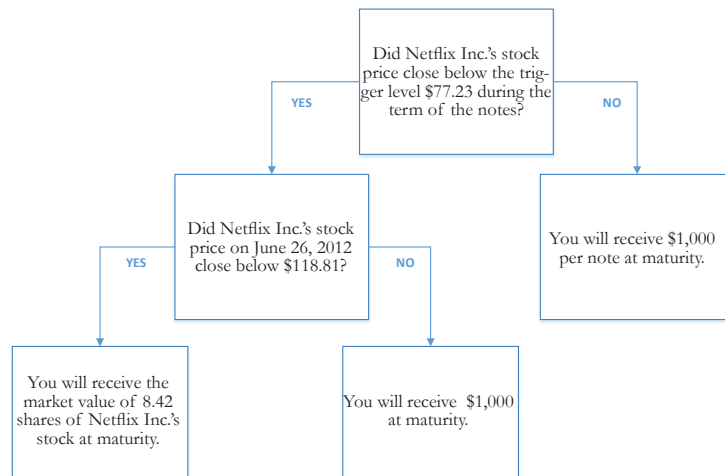 Did Netflix Inc.'s stock
price close below the trig-
ger level $77.23 during the
term of the notes?
YES
NO
Did Netflix Inc.'s stock
price on June 26, 2012
close below $118.81?
You will receive $1,000
per note at maturity.
YES
NO
You will receive the
market value of 8.42
shares of Netflix Inc.'s
stock at maturity.
You will receive $1,000
at maturity.